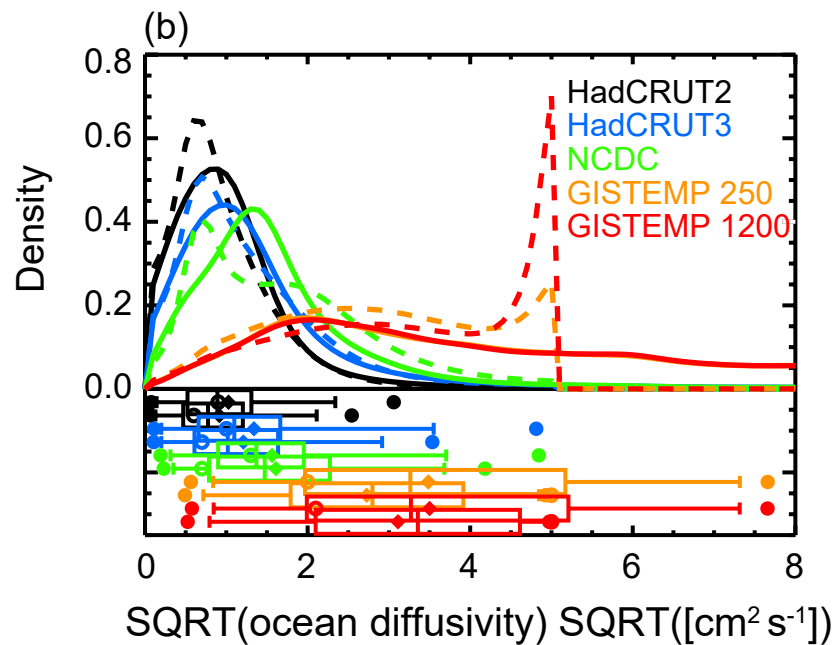 (b)
0.8
0.6
0.4
0.2
0.0
Density
HadCRUT2
HadCRUT3
NCDC
GISTEMP 250
GISTEMP 1200
0 2 4 6 8
SQRT(ocean diffusivity) SQRT([cm² s⁻¹])